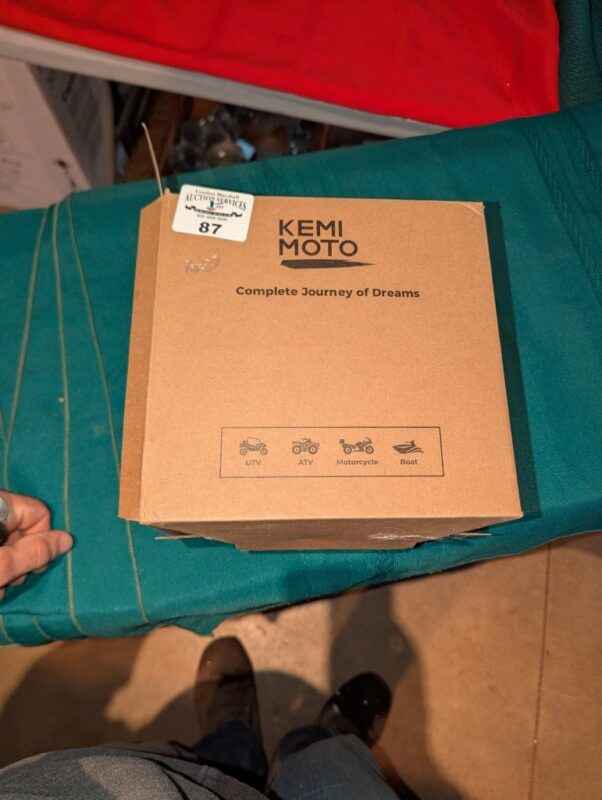 AUCTION SERVICES
87
KEMI
MOTO
Complete Journey of Dreams
UTV
ATV
Motorcycle
Boat